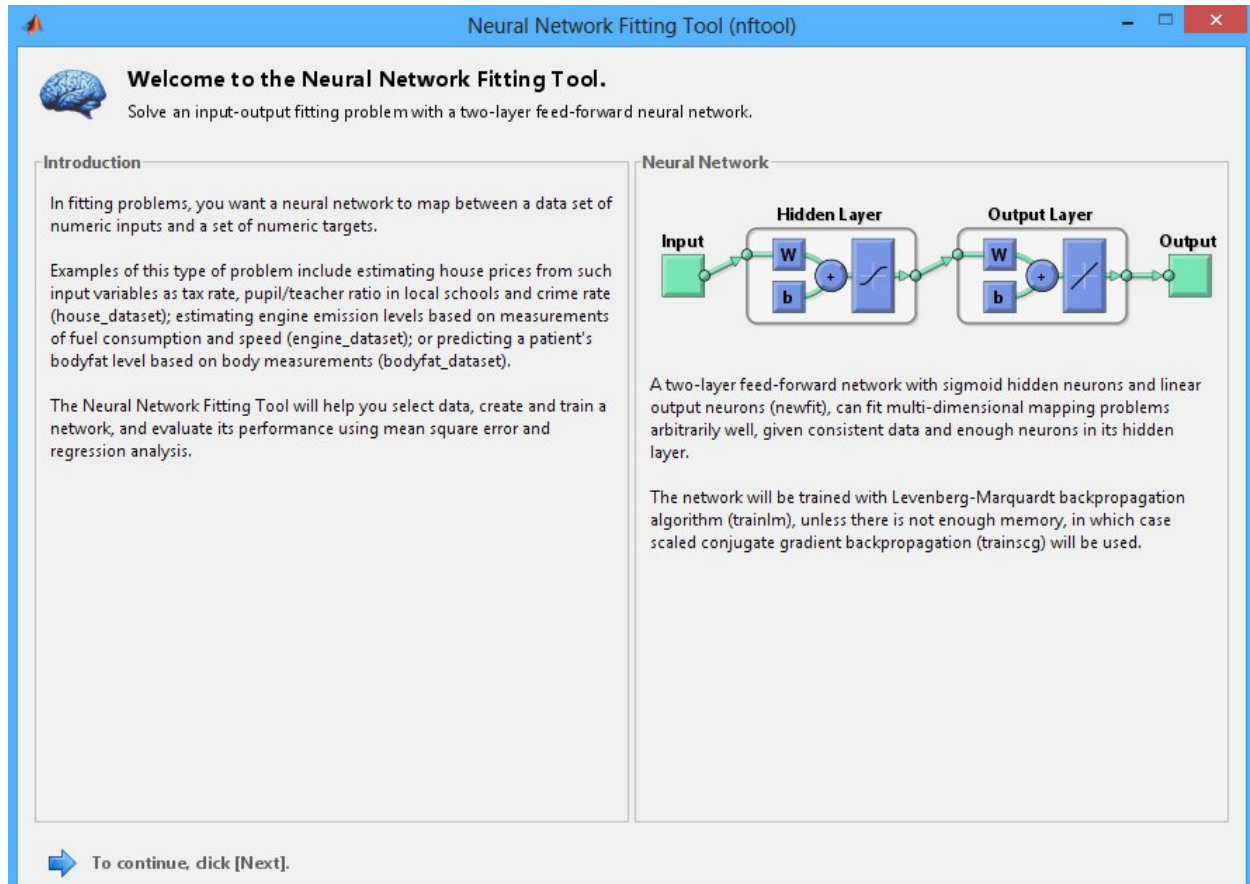 Neural Network Fitting Tool (nftool)
Welcome to the Neural Network Fitting Tool.
Solve an input-output fitting problem with a two-layer feed-forward neural network.
Introduction
In fitting problems, you want a neural network to map between a data set of
numeric inputs and a set of numeric targets.
Examples of this type of problem include estimating house prices from such
input variables as tax rate, pupil/teacher ratio in local schools and crime rate
(house_dataset); estimating engine emission levels based on measurements
of fuel consumption and speed (engine_dataset); or predicting a patient's
bodyfat level based on body measurements (bodyfat_dataset).
The Neural Network Fitting Tool will help you select data, create and train a
network, and evaluate its performance using mean square error and
regression analysis.
Neural Network
Hidden Layer
Output Layer
Input
Output
W
b
+
W
b
+
A two-layer feed-forward network with sigmoid hidden neurons and linear
output neurons (newfit), can fit multi-dimensional mapping problems
arbitrarily well, given consistent data and enough neurons in its hidden
layer.
The network will be trained with Levenberg-Marquardt backpropagation
algorithm (trainlm), unless there is not enough memory, in which case
scaled conjugate gradient backpropagation (trainscg) will be used.
To continue, click [Next].